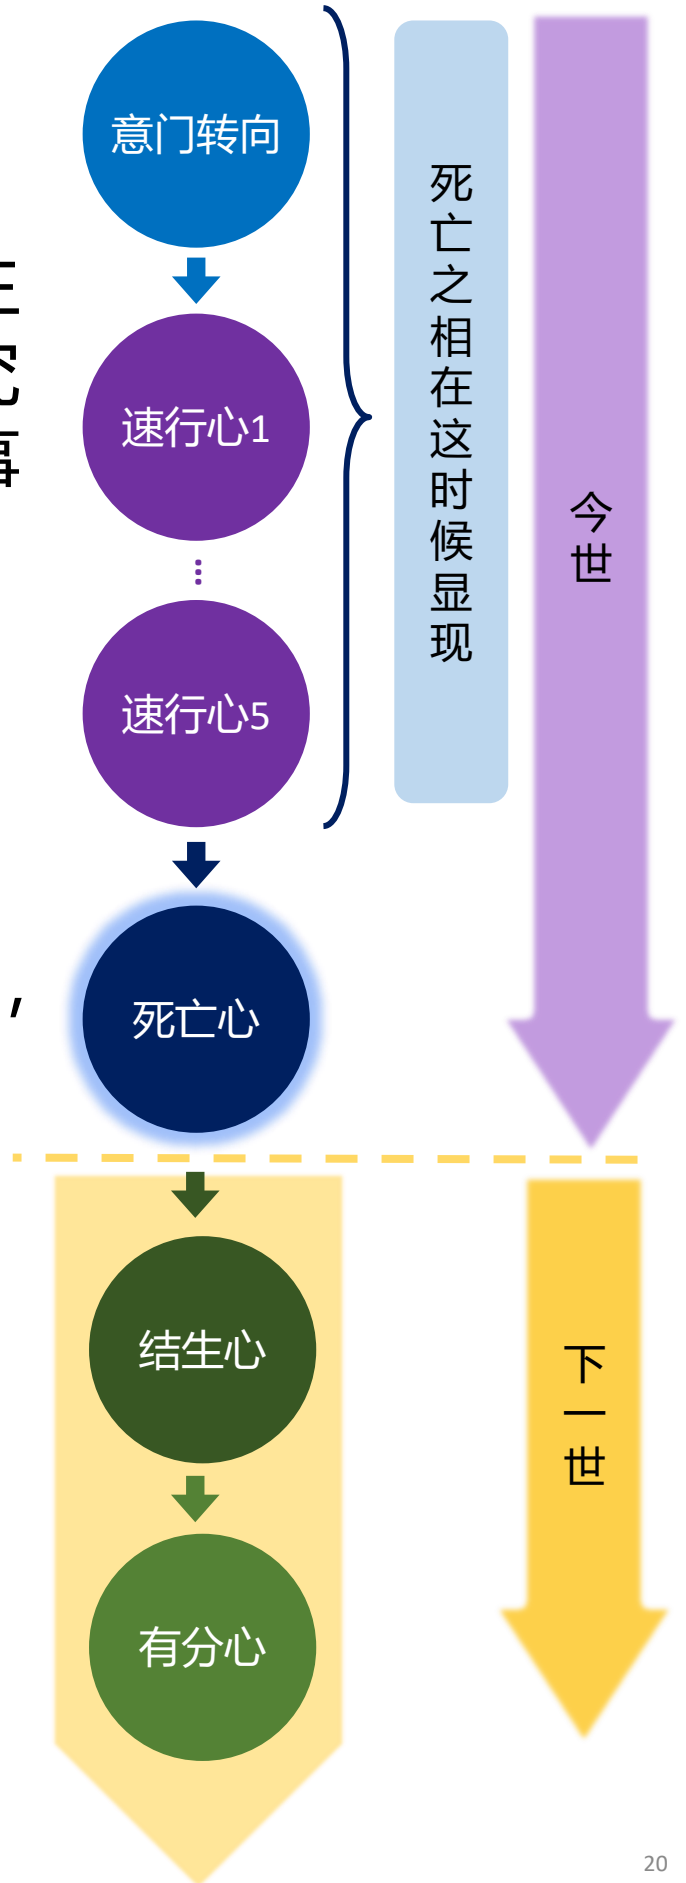 意门转向
速行心1
速行心5
死亡之相在这时候显现
今世
死亡心
，
结生心
有分心
下一世
20